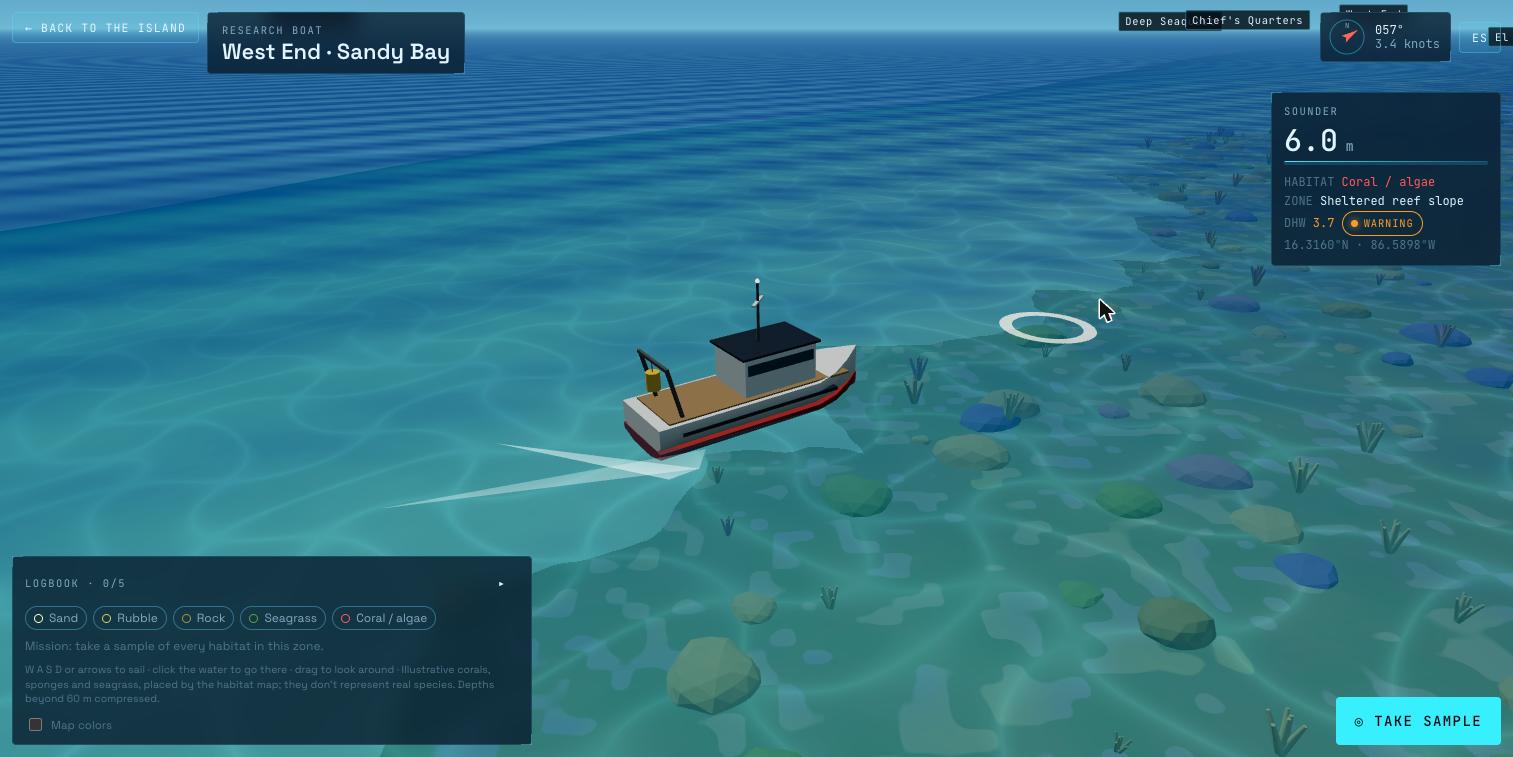 ← BACK TO THE ISLAND
RESEARCH BOAT
West End · Sandy Bay
Deep
Chief's Quarters
N
057°
3.4 knots
ES
El
SOUNDER
6.0 m
HABITAT Coral / algae
ZONE Sheltered reef slope
DHW 3.7 WARNING
16.3160°N · 86.5898°W
LOGBOOK · 0/5
Sand
Rubble
Rock
Seagrass
Coral / algae
Mission: take a sample of every habitat in this zone.
W A S D or arrows to sail · click the water to go there · drag to look around · Illustrative corals,
sponges and seagrass, placed by the habitat map; they don't represent real species. Depths
beyond 60 m compressed.
Map colors
◎ TAKE SAMPLE